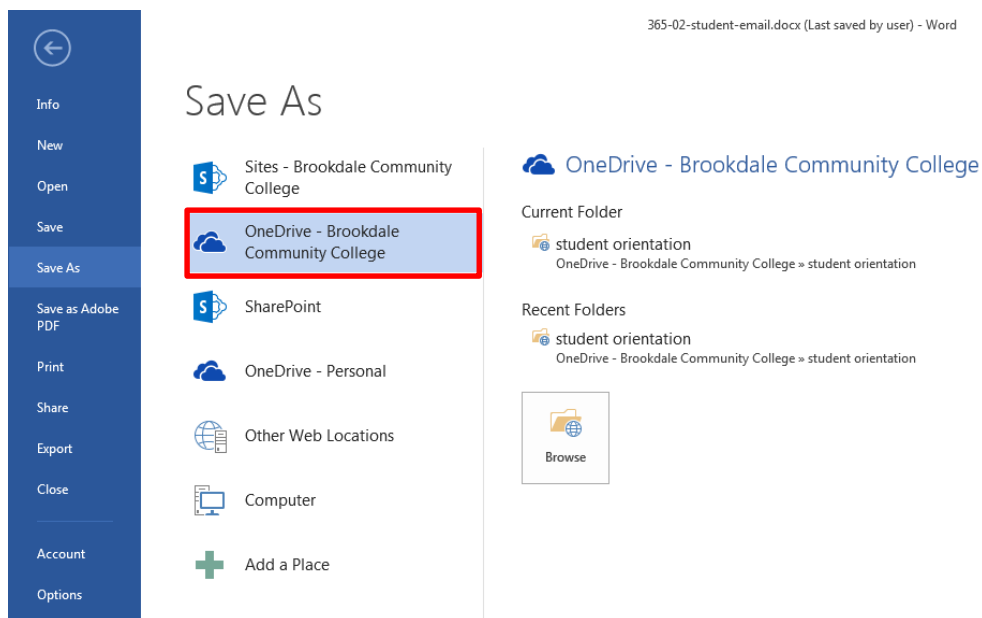 365-02-student-email.docx (Last saved by user) - Word
Info
New
Open
Save
Save As
Save as Adobe
PDF
Print
Share
Export
Close
Account
Options
Save As
Sites - Brookdale Community
College
OneDrive - Brookdale
Community College
SharePoint
OneDrive - Personal
Other Web Locations
Computer
Add a Place
OneDrive - Brookdale Community College
Current Folder
student orientation
OneDrive - Brookdale Community College » student orientation
Recent Folders
student orientation
OneDrive - Brookdale Community College » student orientation
Browse